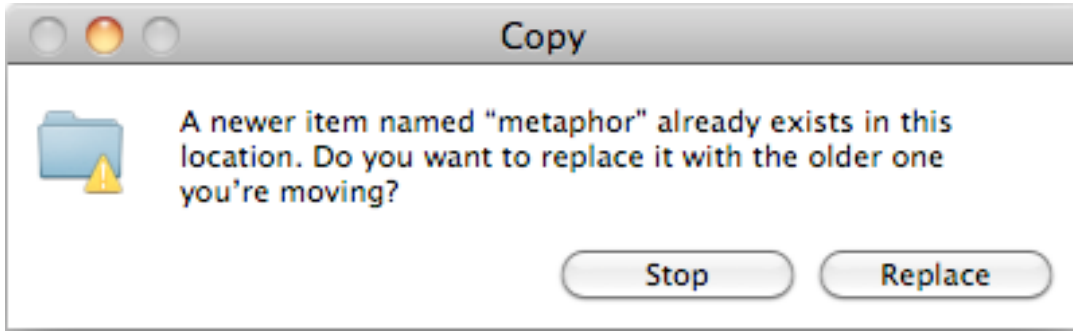 Copy
A newer item named “metaphor” already exists in this
location. Do you want to replace it with the older one
you’re moving?
Stop
Replace